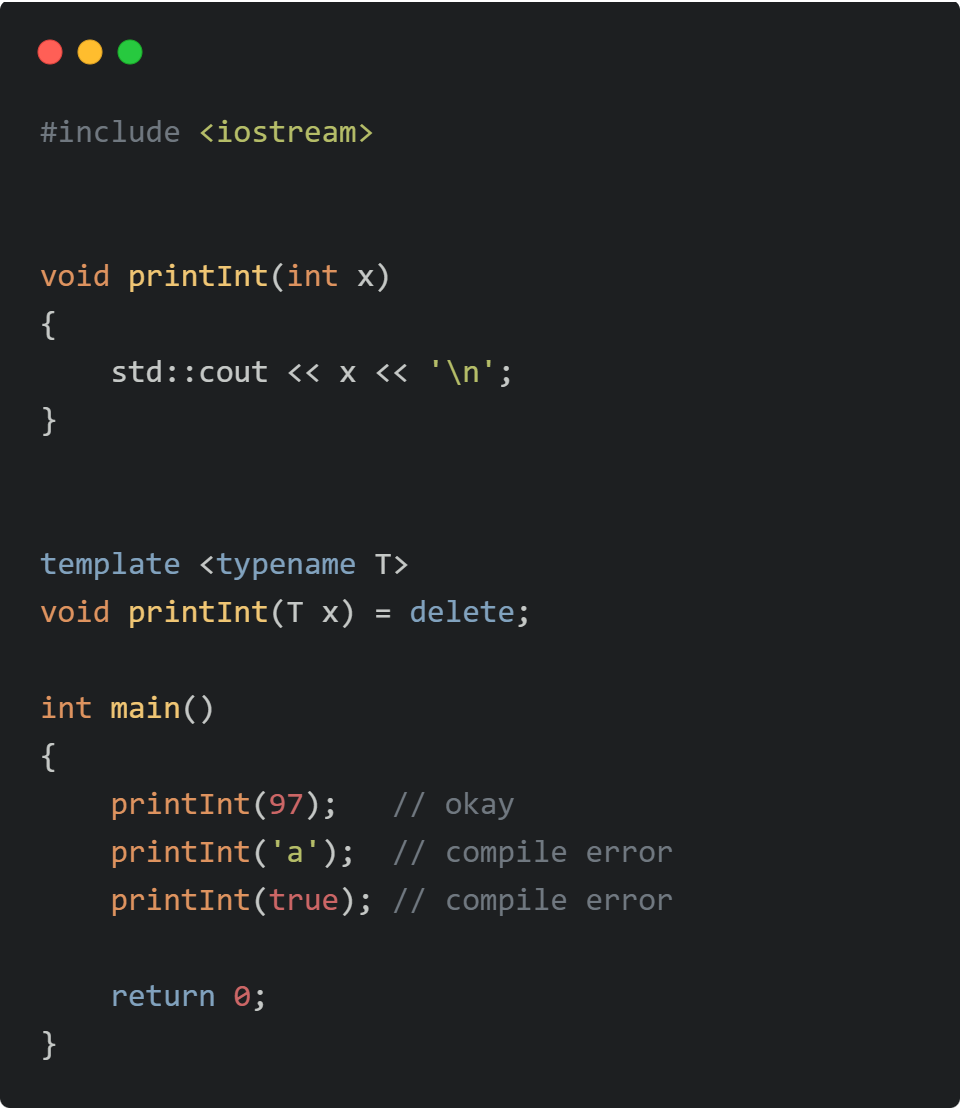 #include <iostream>
void printInt(int x)
{
    std::cout << x << '\n';
}
template <typename T>
void printInt(T x) = delete;
int main()
{
    printInt(97);   // okay
    printInt('a');  // compile error
    printInt(true); // compile error
    return 0;
}